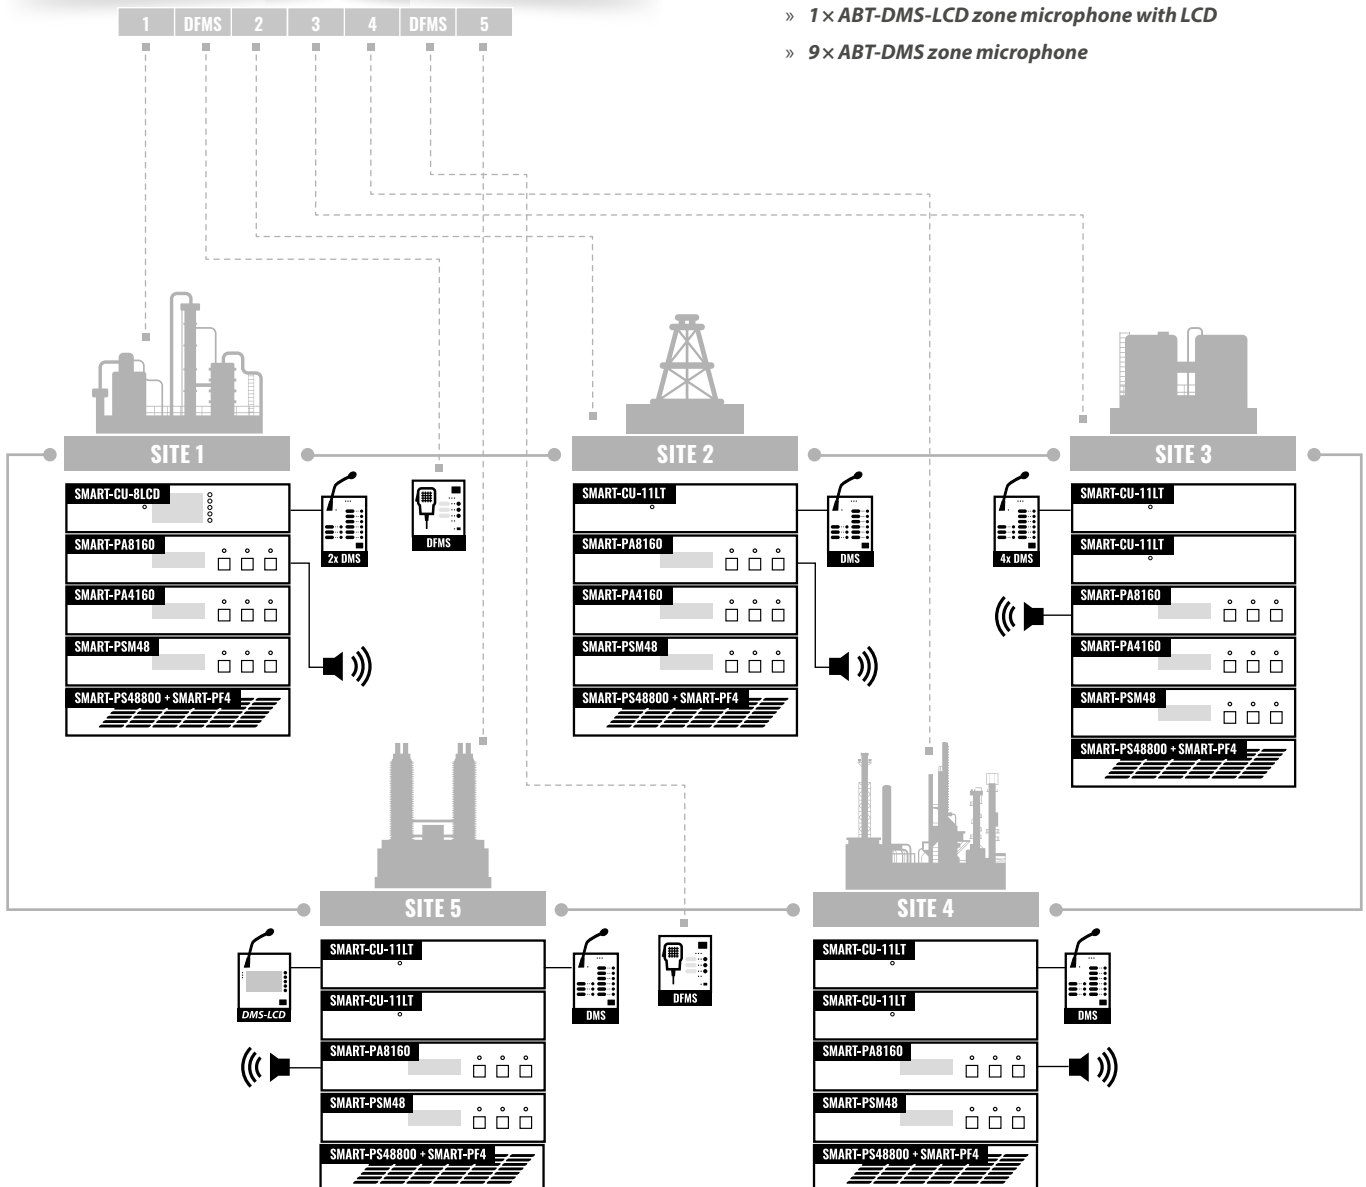 » 1× ABT-DMS-LCD zone microphone with LCD
» 9× ABT-DMS zone microphone
1 DFMS 2 3 4 DFMS 5
SITE 1
SMART-CU-8LCD
SMART-PA8160
SMART-PA4160
SMART-PSM48
SMART-PS48800 + SMART-PF4
2x DMS
DFMS
SITE 2
SMART-CU-11LT
SMART-PA8160
SMART-PA4160
SMART-PSM48
SMART-PS48800 + SMART-PF4
DMS
SITE 3
4x DMS
SMART-CU-11LT
SMART-CU-11LT
SMART-PA8160
SMART-PA4160
SMART-PSM48
SMART-PS48800 + SMART-PF4
SITE 5
DMS-LCD
SMART-CU-11LT
SMART-CU-11LT
SMART-PA8160
SMART-PSM48
SMART-PS48800 + SMART-PF4
DMS
DFMS
SITE 4
SMART-CU-11LT
SMART-CU-11LT
SMART-PA8160
SMART-PSM48
SMART-PS48800 + SMART-PF4
DMS